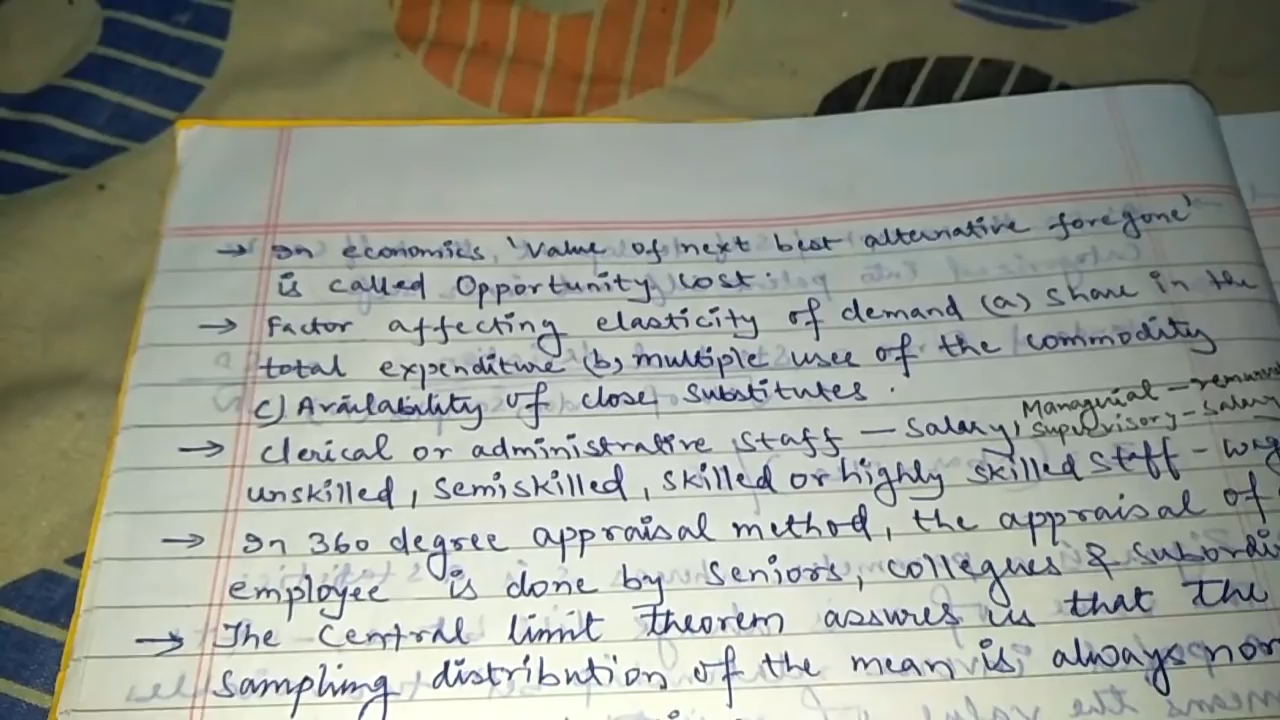 → In economics, 'Value of next best alternative foregone'
is called Opportunity cost.
→ Factor affecting elasticity of demand (a) Share in the
total expenditure (b) multiple uses of the commodity
c) Availability of close substitutes.
→ Clerical or administrative staff – Salary, Managerial – remun
Supervisory – Salary
unskilled, semiskilled, skilled or highly skilled staff – wag
→ In 360 degree appraisal method, the appraisal of
employee is done by seniors, collegues & subordi
→ The Central limit theorem assures us that the
sampling distribution of the mean is always nor